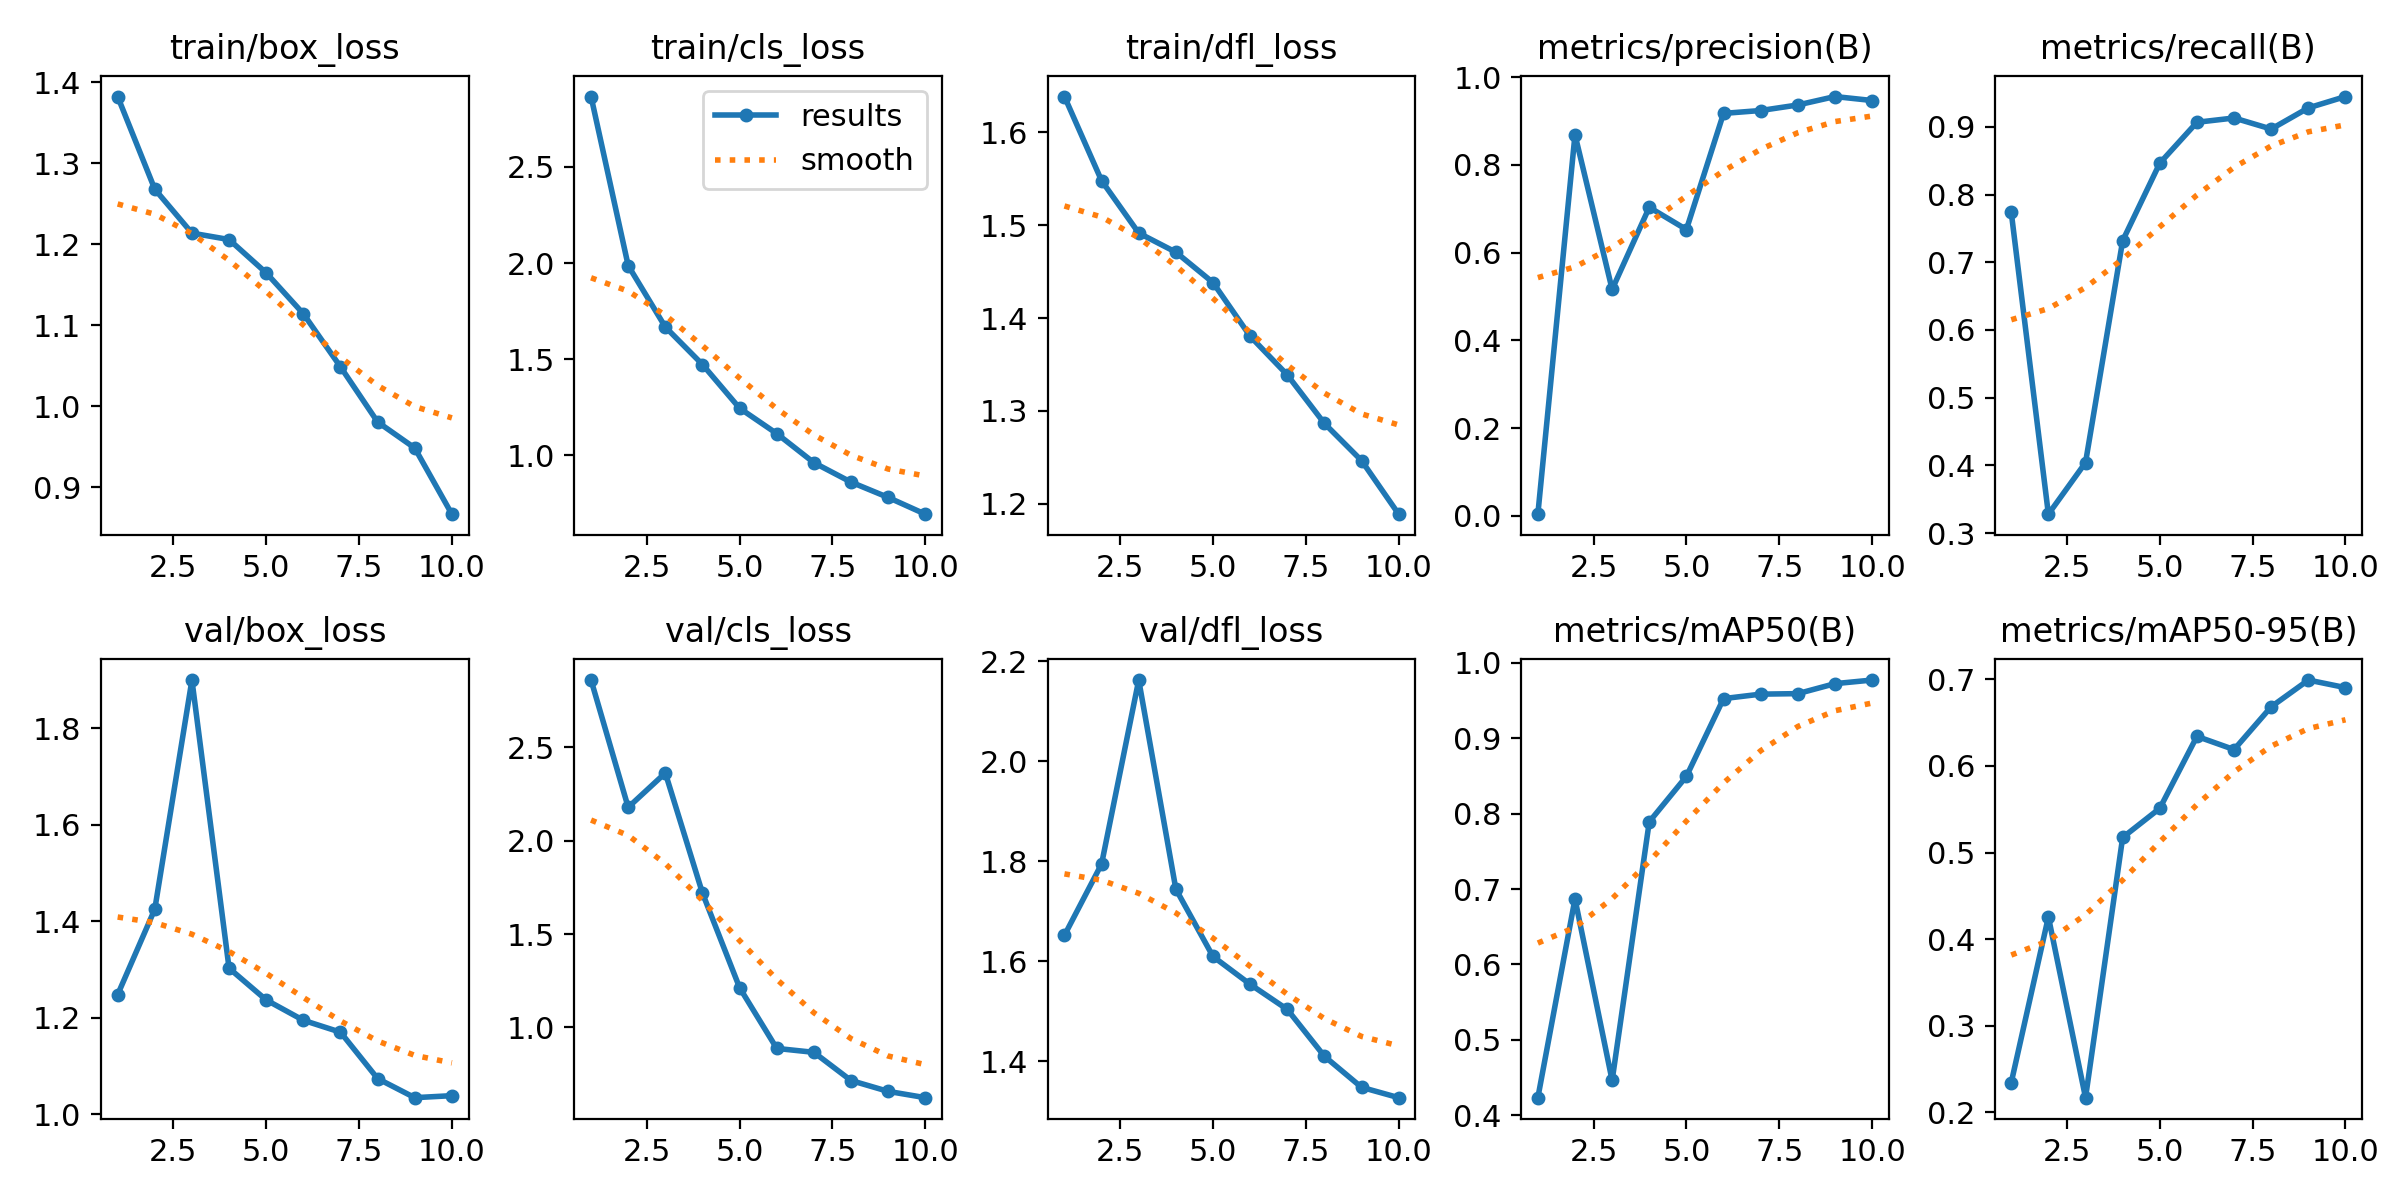 train/box_loss
1.4
1.3
1.2
1.1
1.0
0.9
2.5 5.0 7.5 10.0
train/cls_loss
results
smooth
2.5
2.0
1.5
1.0
2.5 5.0 7.5 10.0
train/dfl_loss
1.6
1.5
1.4
1.3
1.2
2.5 5.0 7.5 10.0
metrics/precision(B)
1.0
0.8
0.6
0.4
0.2
0.0
2.5 5.0 7.5 10.0
metrics/recall(B)
0.9
0.8
0.7
0.6
0.5
0.4
0.3
2.5 5.0 7.5 10.0
val/box_loss
1.8
1.6
1.4
1.2
1.0
2.5 5.0 7.5 10.0
val/cls_loss
2.5
2.0
1.5
1.0
2.5 5.0 7.5 10.0
val/dfl_loss
2.2
2.0
1.8
1.6
1.4
2.5 5.0 7.5 10.0
metrics/mAP50(B)
1.0
0.9
0.8
0.7
0.6
0.5
0.4
2.5 5.0 7.5 10.0
metrics/mAP50-95(B)
0.7
0.6
0.5
0.4
0.3
0.2
2.5 5.0 7.5 10.0